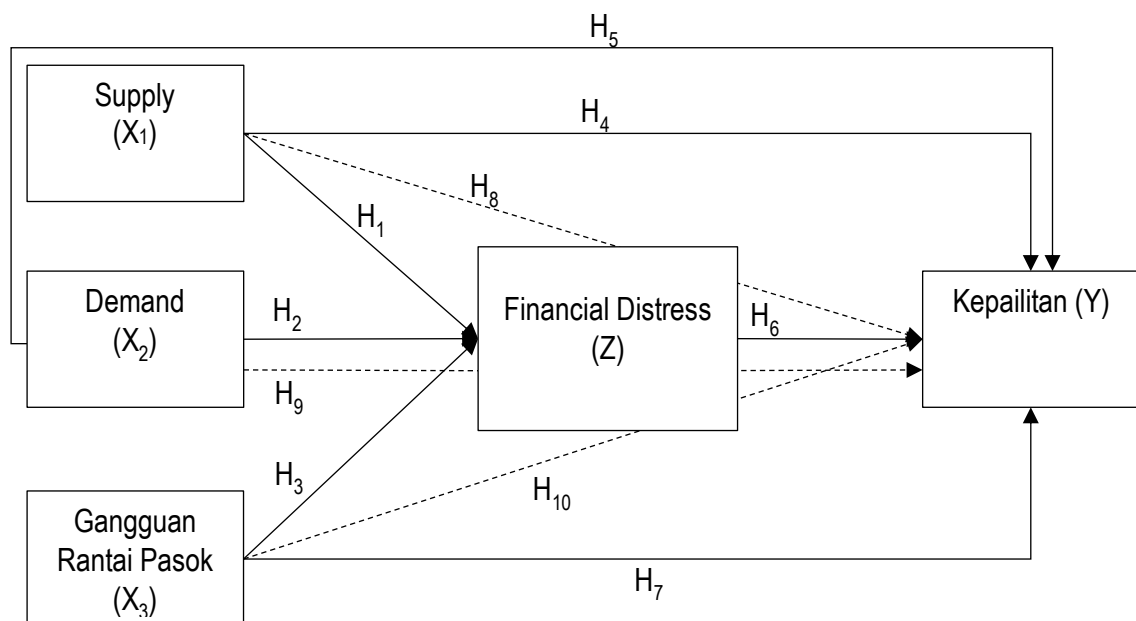 H5
Supply
(X1)
H4
H8
H1
Demand
(X2)
H2
Financial Distress
(Z)
H6
Kepailitan (Y)
H9
H3
H10
Gangguan
Rantai Pasok
(X3)
H7